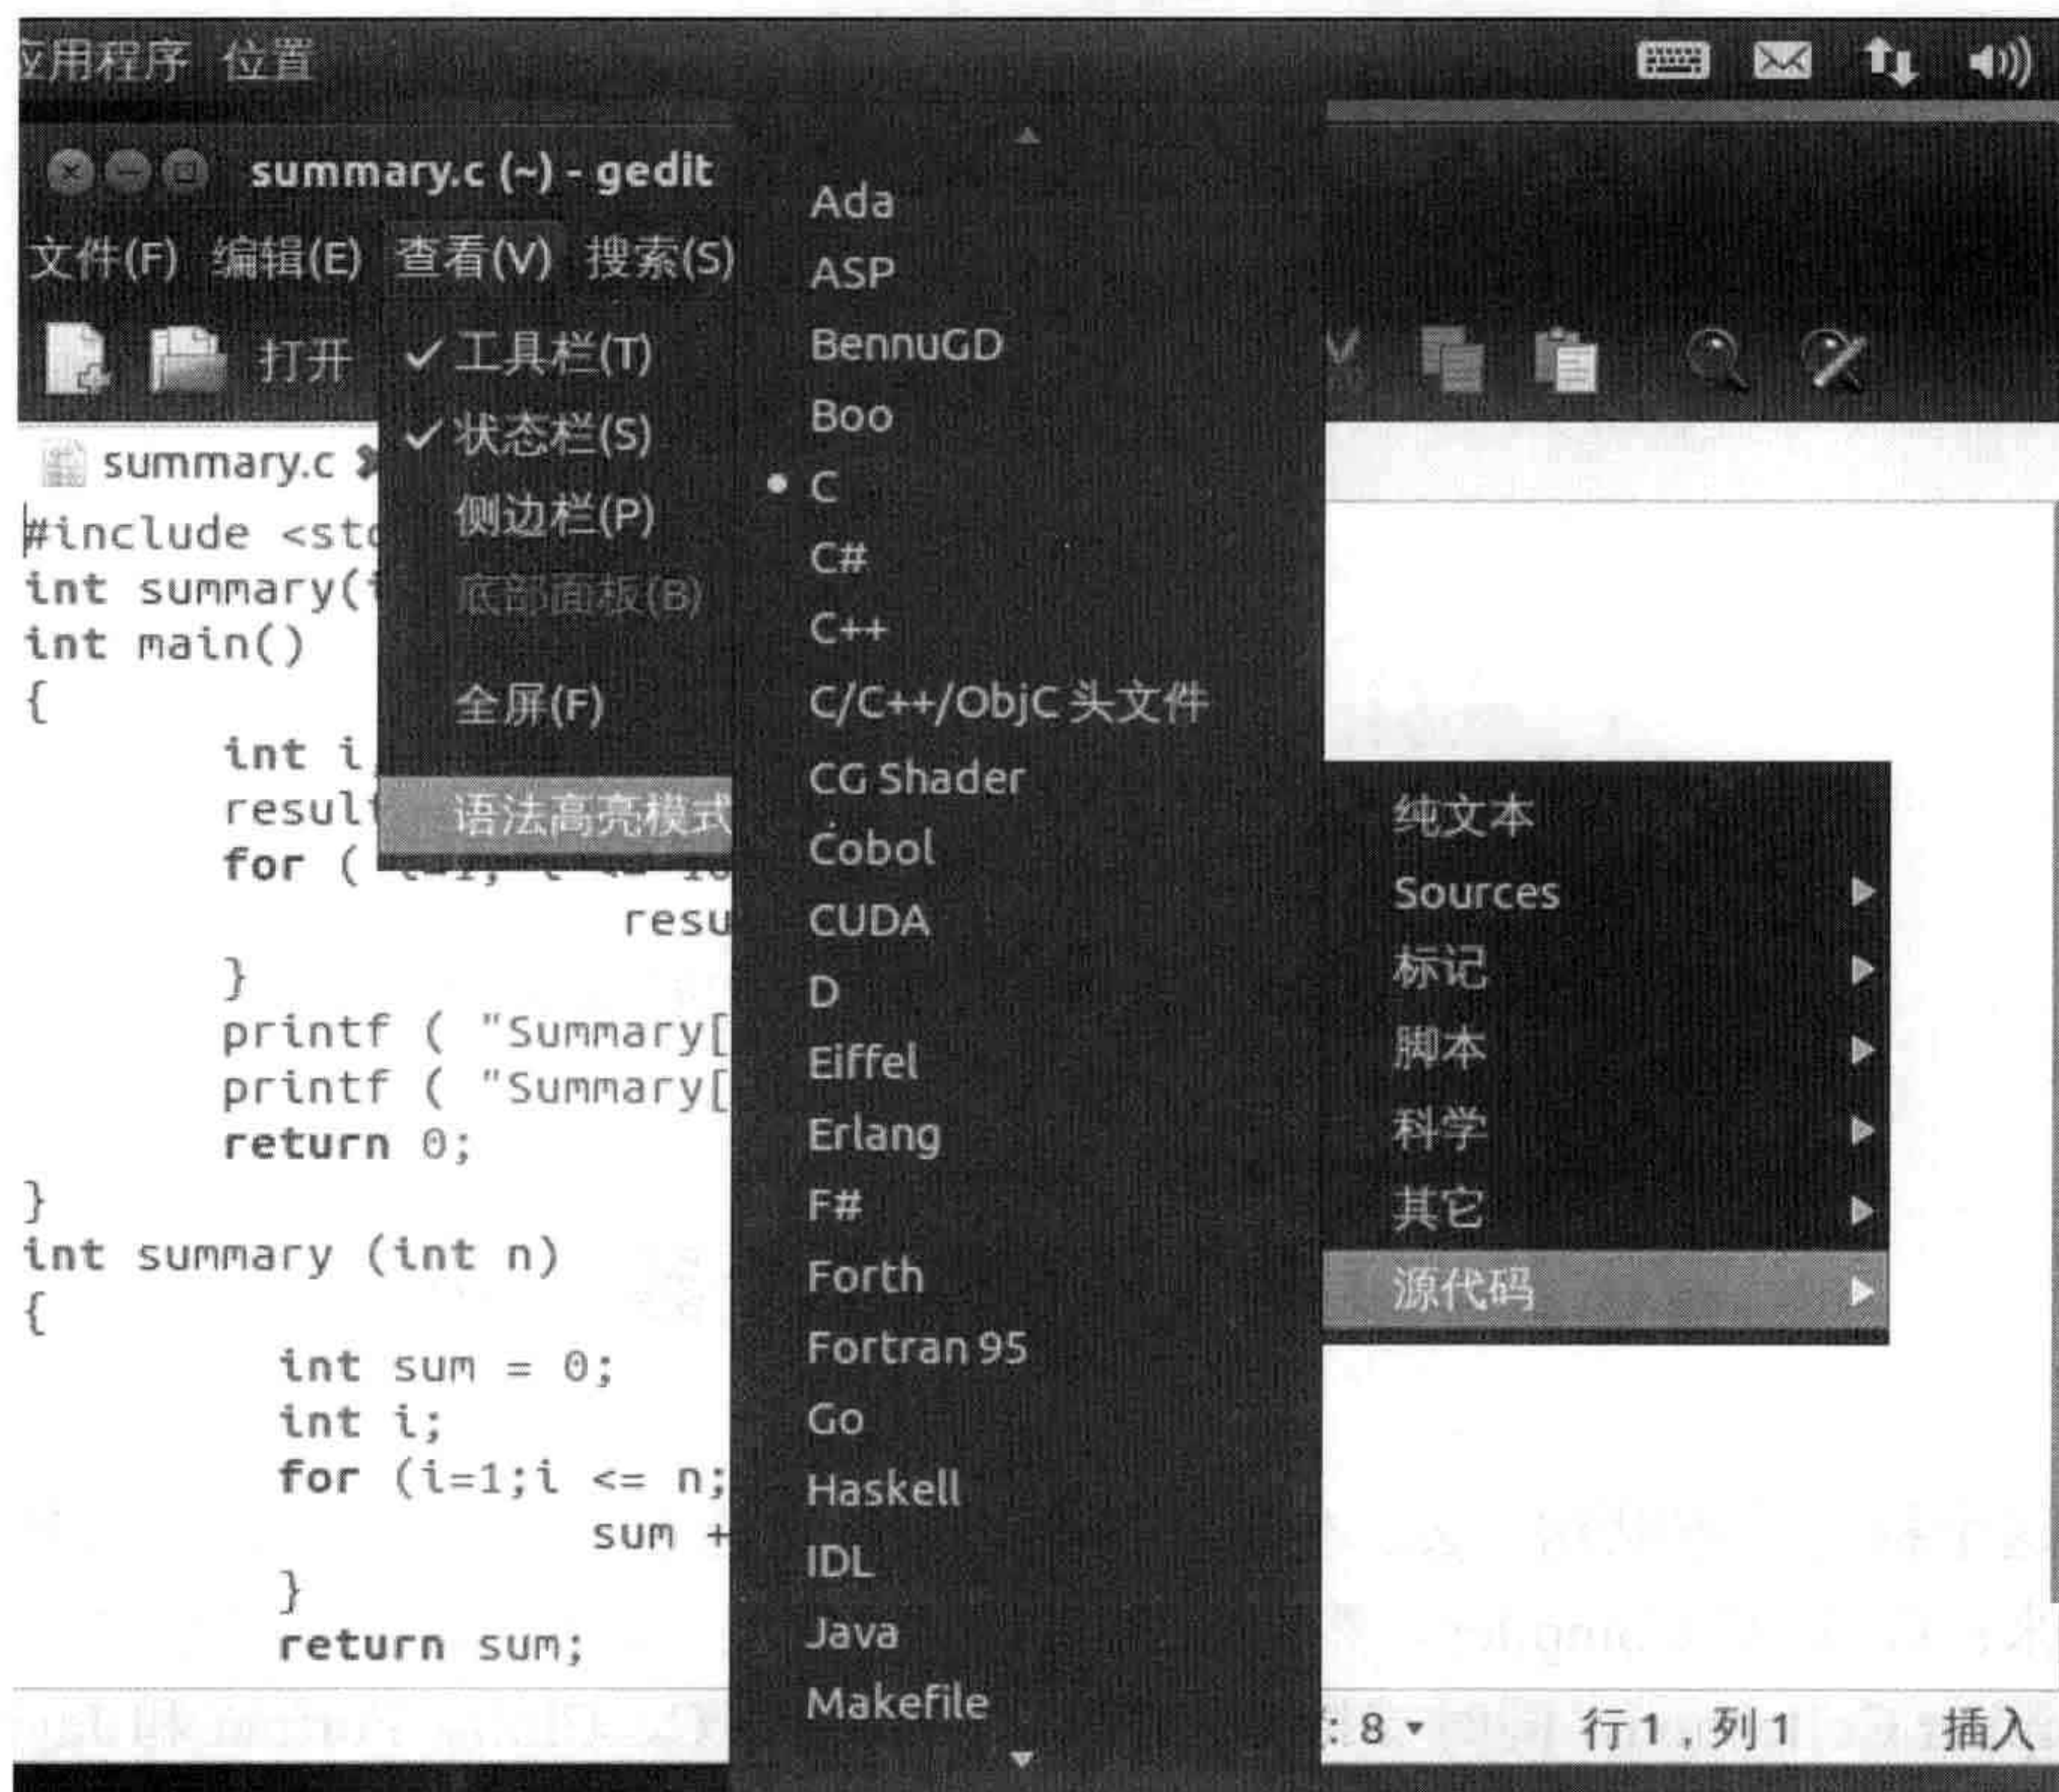 应用程序 位置
summary.c (~) - gedit
文件(F) 编辑(E) 查看(V) 搜索(S)
打开
工具栏(T)
状态栏(S)
侧边栏(P)
底部面板(B)
全屏(F)
语法高亮模式
Ada
ASP
BennuGD
Boo
C
C#
C++
C/C++/ObjC 头文件
CG Shader
Cobol
CUDA
D
Eiffel
Erlang
F#
Forth
Fortran 95
Go
Haskell
IDL
Java
Makefile
纯文本
Sources
标记
脚本
科学
其它
源代码
summary.c
#include <std
int summary(i
int main()
{
int i
result
for (
resu
}
printf ( "Summary[
printf ( "Summary[
return 0;
}
int summary (int n)
{
int sum = 0;
int i;
for (i=1;i <= n;
sum +
}
return sum;
: 8 行 1 , 列 1 插入